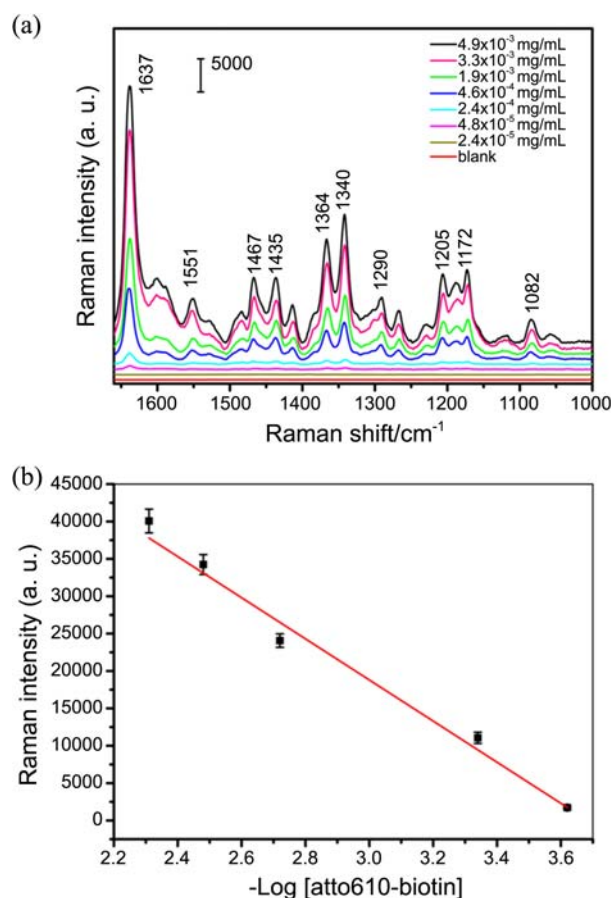 (a)
5000
4.9x10⁻³ mg/mL
3.3x10⁻³ mg/mL
1.9x10⁻³ mg/mL
4.6x10⁻⁴ mg/mL
2.4x10⁻⁴ mg/mL
4.8x10⁻⁵ mg/mL
2.4x10⁻⁵ mg/mL
blank
1637
1551
1467
1435
1364
1340
1290
1205
1172
1082
Raman intensity (a. u.)
1600 1500 1400 1300 1200 1100 1000
Raman shift/cm⁻¹
(b)
45000
40000
35000
30000
25000
20000
15000
10000
5000
0
Raman intensity (a. u.)
2.2 2.4 2.6 2.8 3.0 3.2 3.4 3.6
-Log [atto610-biotin]